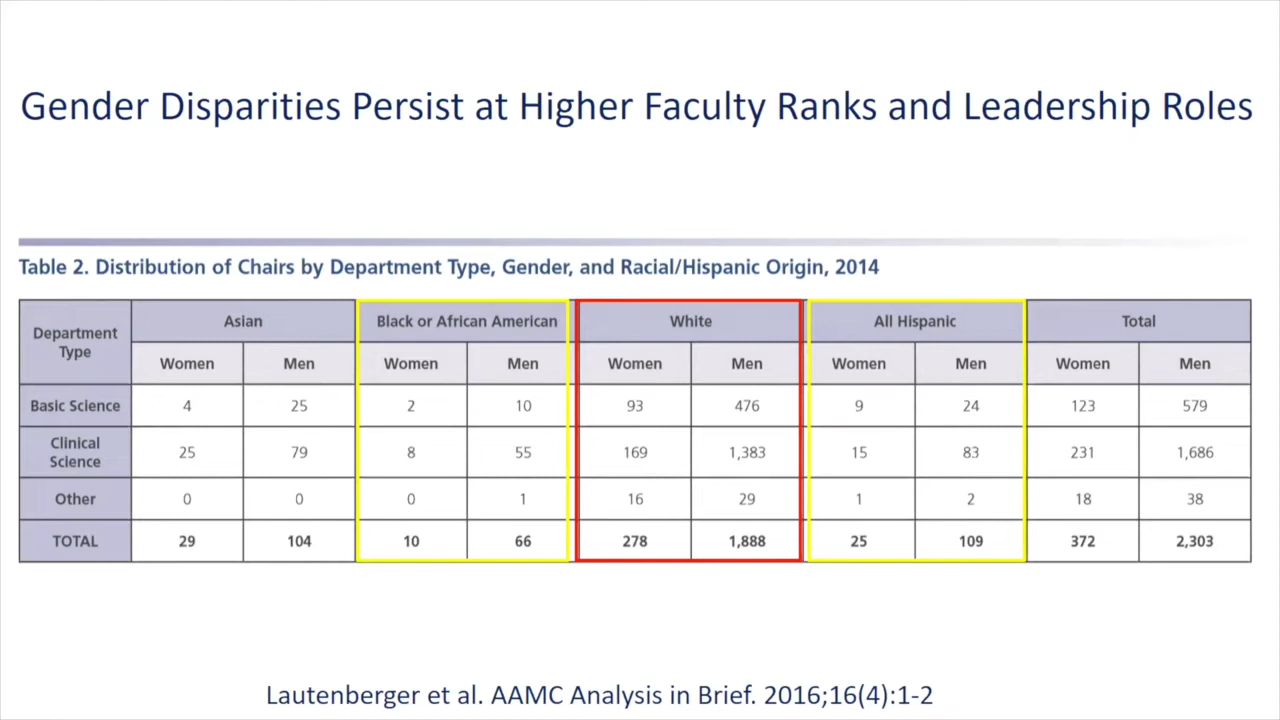 Gender Disparities Persist at Higher Faculty Ranks and Leadership Roles
Table 2. Distribution of Chairs by Department Type, Gender, and Racial/Hispanic Origin, 2014
Department Type Asian Black or African American White All Hispanic Total
Women Men Women Men Women Men Women Men Women Men
Basic Science 4 25 2 10 93 476 9 24 123 579
Clinical Science 25 79 8 55 169 1,383 15 83 231 1,686
Other 0 0 0 1 16 29 1 2 18 38
TOTAL 29 104 10 66 278 1,888 25 109 372 2,303
Lautenberger et al. AAMC Analysis in Brief. 2016;16(4):1-2